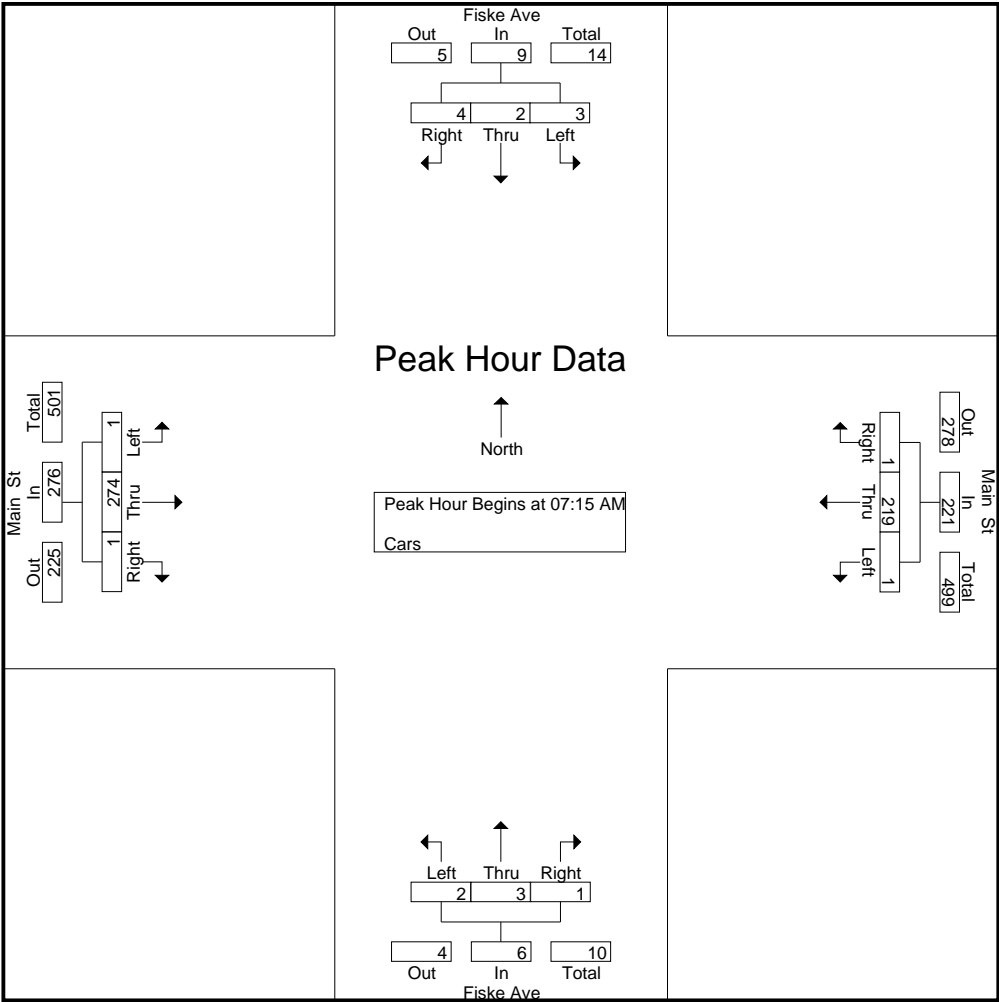 Fiske Ave
Out In Total
5 9 14
4 2 3
Right Thru Left
Peak Hour Data
North
Peak Hour Begins at 07:15 AM
Cars
Main St
Total In Out
501 276 225
1 274 1
Left Thru Right
Main St
Out In Total
278 221 499
1 219 1
Right Thru Left
Left Thru Right
2 3 1
4 6 10
Out In Total
Fiske Ave